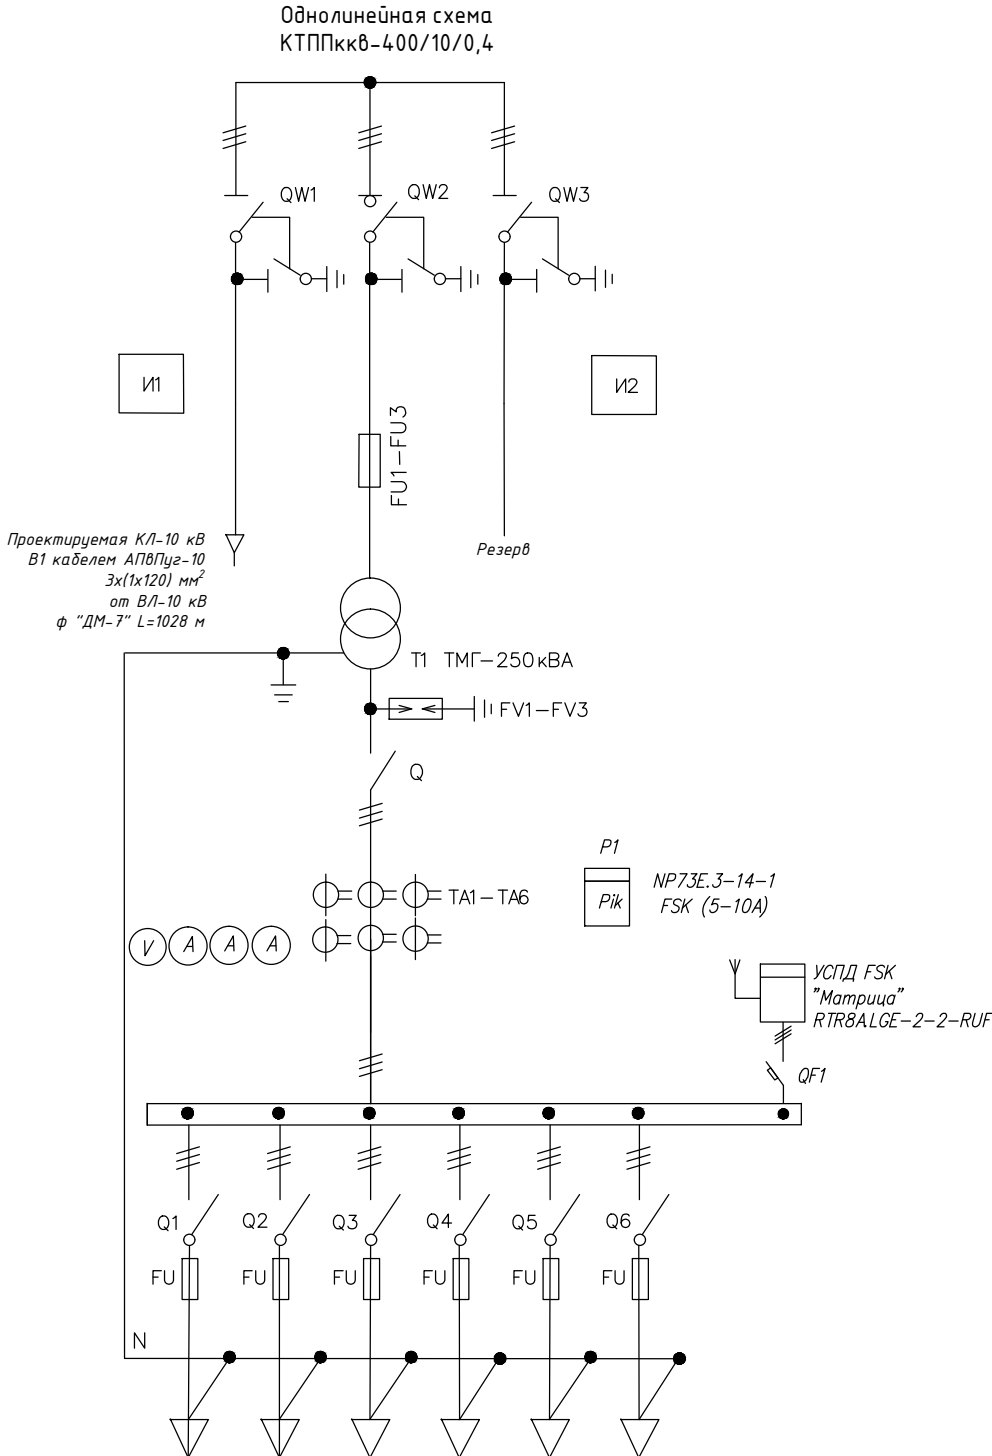 Однолинейная схема
КТППккв-400/10/0,4
QW1
QW2
QW3
И1
И2
FU1-FU3
Проектируемая КЛ-10 кВ
В1 кабелем АПвПуг-10
3х(1х120) мм²
от ВЛ-10 кВ
ф "ДМ-7" L=1028 м
Резерв
Т1 ТМГ-250кВА
FV1-FV3
Q
P1
Pik
NP73E.3-14-1
FSK (5-10A)
TA1-TA6
V
A
A
A
УСПД FSK
"Матрица"
RTR8A.LGE-2-2-RUF
QF1
Q1
Q2
Q3
Q4
Q5
Q6
FU
FU
FU
FU
FU
FU
N